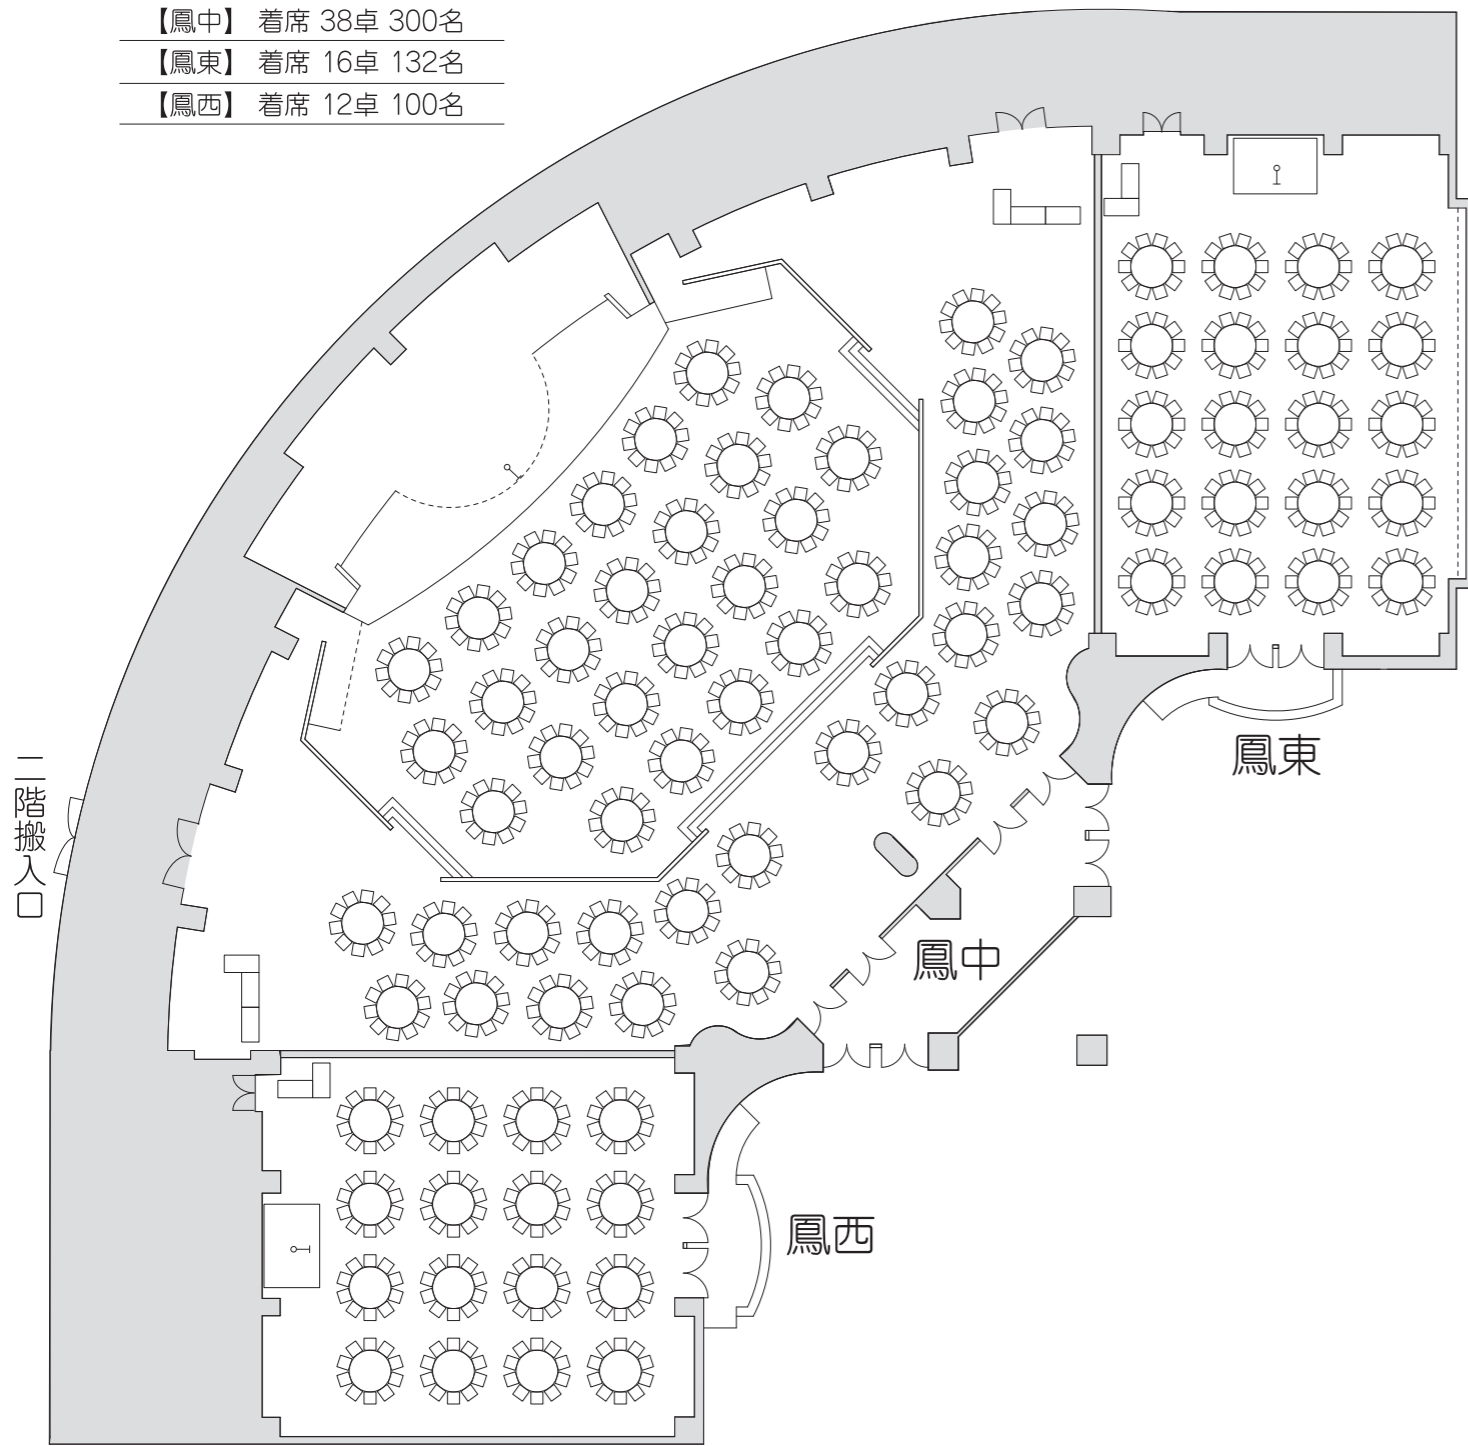 【鳳中】 着席 38卓 300名
【鳳東】 着席 16卓 132名
【鳳西】 着席 12卓 100名
鳳東
二階搬入口
鳳中
鳳西